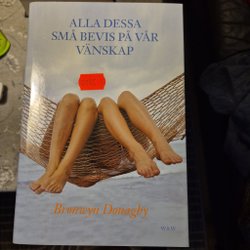 ALLA DESSA
SMÅ BEVIS PÅ VÅR
VÄNSKAP
Bronwyn Donaghy
W&W